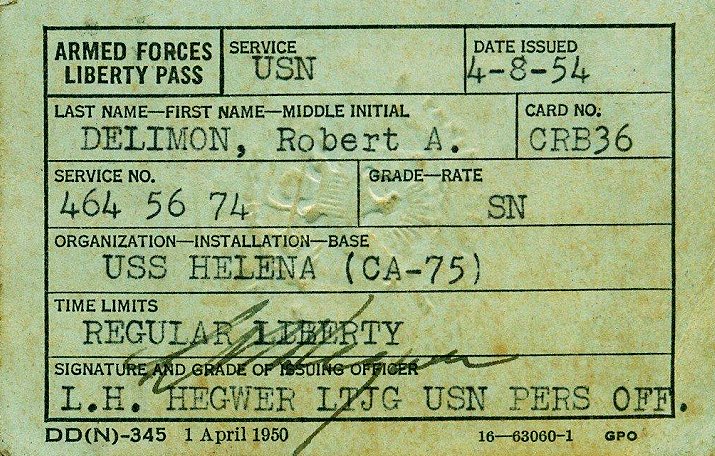 ARMED FORCES LIBERTY PASS
SERVICE
USN
DATE ISSUED
4-8-54
LAST NAME—FIRST NAME—MIDDLE INITIAL
DELIMON, Robert A.
CARD NO.
CRB36
SERVICE NO.
464 56 74
GRADE—RATE
SN
ORGANIZATION—INSTALLATION—BASE
USS HELENA (CA-75)
TIME LIMITS
REGULAR LIBERTY
SIGNATURE AND GRADE OF ISSUING OFFICER
L H Hegwer
L.H. HEGWER LTJG USN PERS OFF.
DD(N)-345 1 April 1950
16—63060-1 GPO